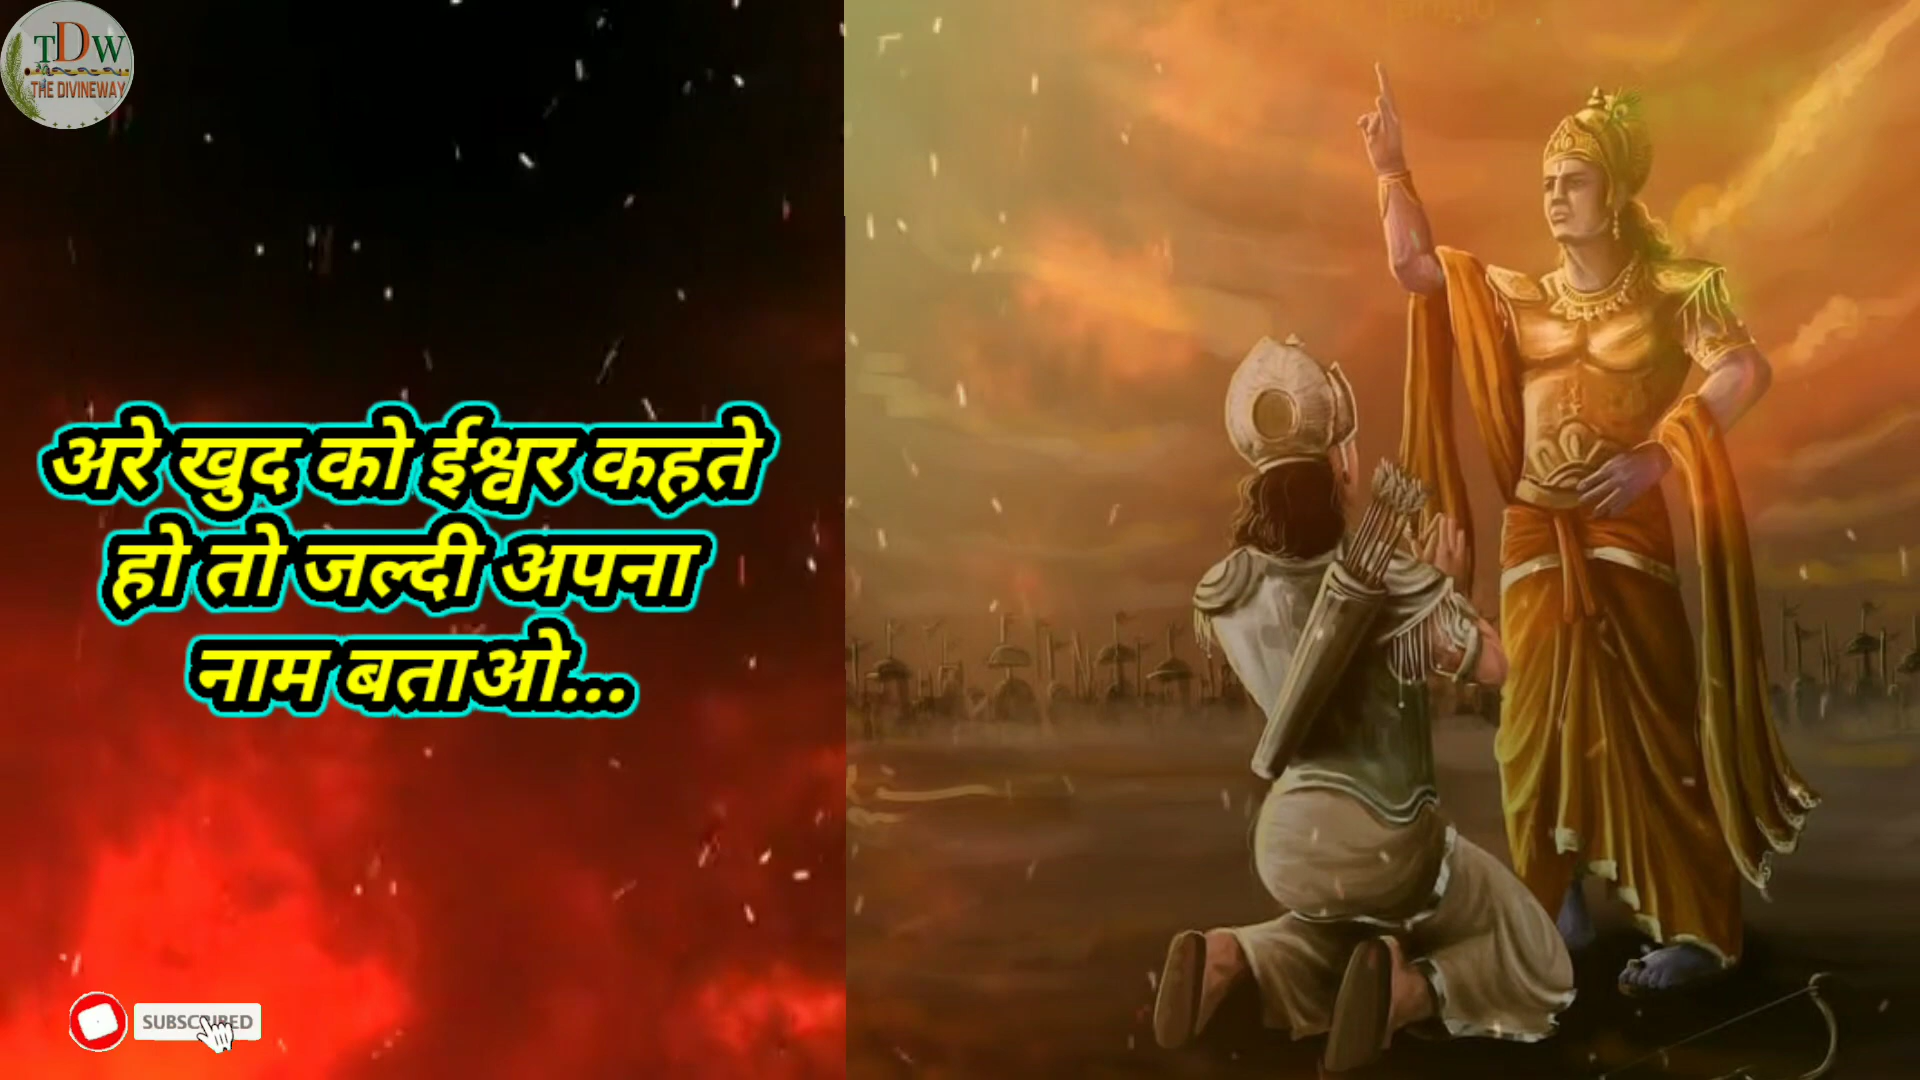 TDW
THE DIVINEWAY
अरे खुद को ईश्वर कहते
हो तो जल्दी अपना
नाम बताओ...
SUBSCRIBED